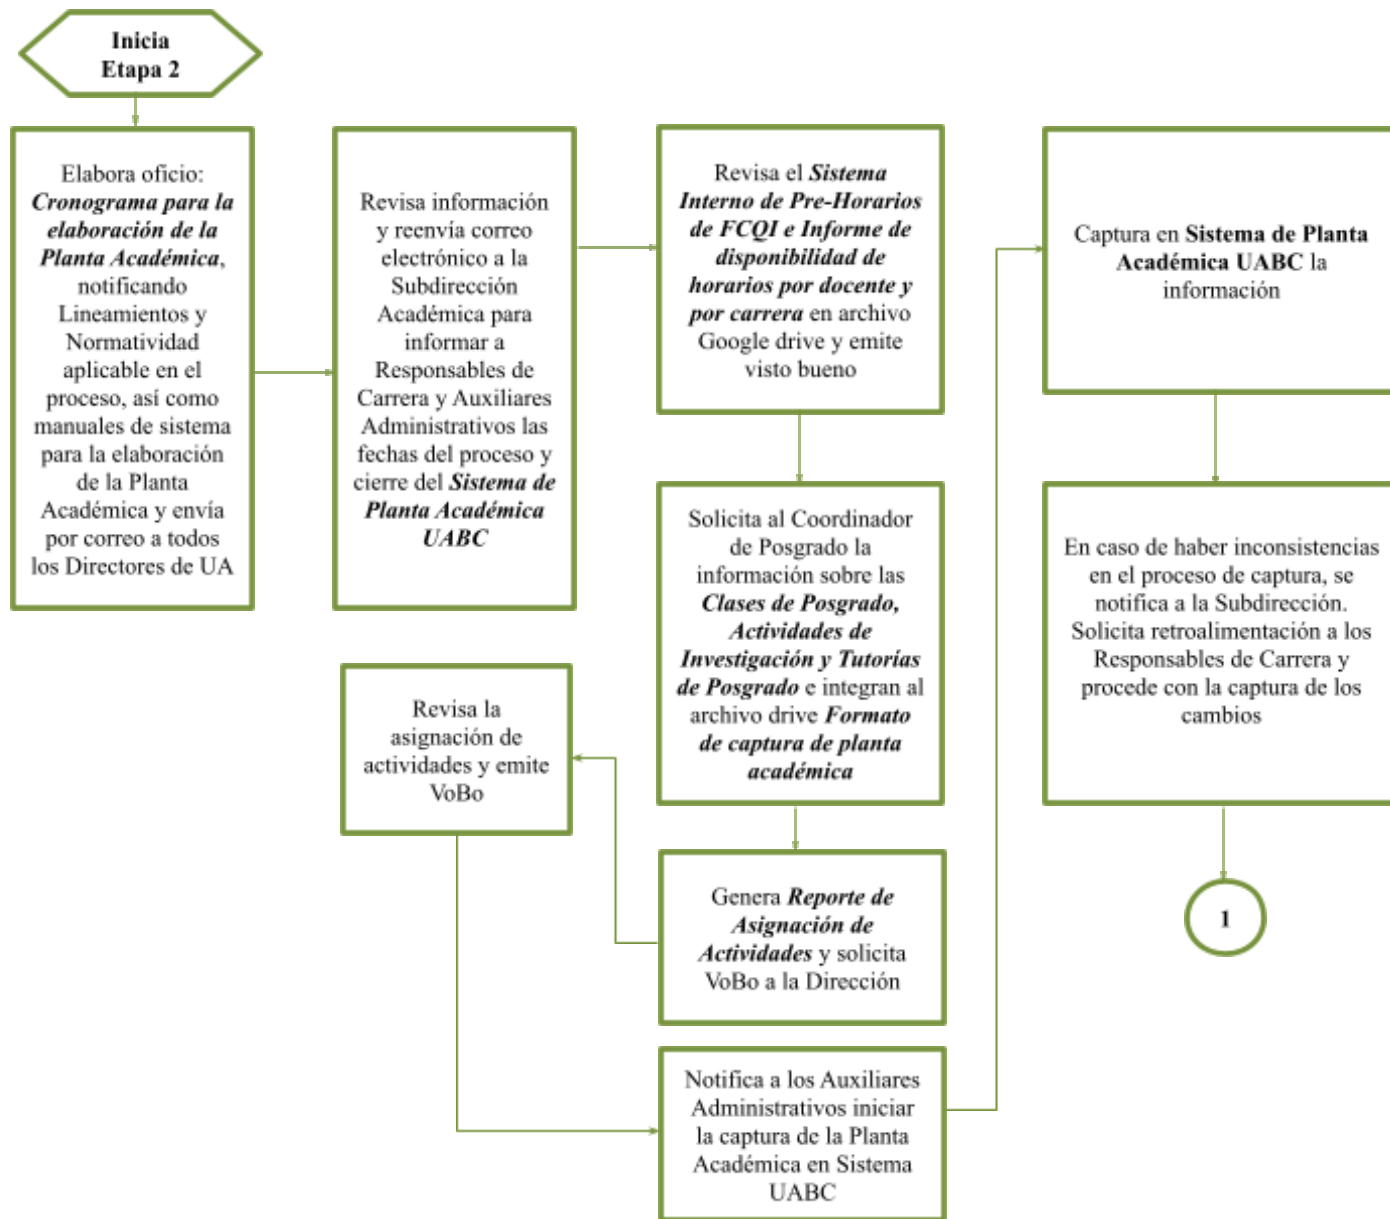 Inicia
Etapa 2
Elabora oficio:
Cronograma para la
elaboración de la
Planta Académica,
notificando
Lineamientos y
Normatividad
aplicable en el
proceso, así como
manuales de sistema
para la elaboración
de la Planta
Académica y envía
por correo a todos
los Directores de UA
Revisa información
y reenvía correo
electrónico a la
Subdirección
Académica para
informar a
Responsables de
Carrera y Auxiliares
Administrativos las
fechas del proceso y
cierre del Sistema de
Planta Académica
UABC
Revisa el Sistema
Interno de Pre-Horarios
de FCQI e Informe de
disponibilidad de
horarios por docente y
por carrera en archivo
Google drive y emite
visto bueno
Solicita al Coordinador
de Posgrado la
información sobre las
Clases de Posgrado,
Actividades de
Investigación y Tutorías
de Posgrado e integran al
archivo drive Formato
de captura de planta
académica
Genera Reporte de
Asignación de
Actividades y solicita
VoBo a la Dirección
Revisa la
asignación de
actividades y emite
VoBo
Notifica a los Auxiliares
Administrativos iniciar
la captura de la Planta
Académica en Sistema
UABC
Captura en Sistema de Planta
Académica UABC la
información
En caso de haber inconsistencias
en el proceso de captura, se
notifica a la Subdirección.
Solicita retroalimentación a los
Responsables de Carrera y
procede con la captura de los
cambios
1